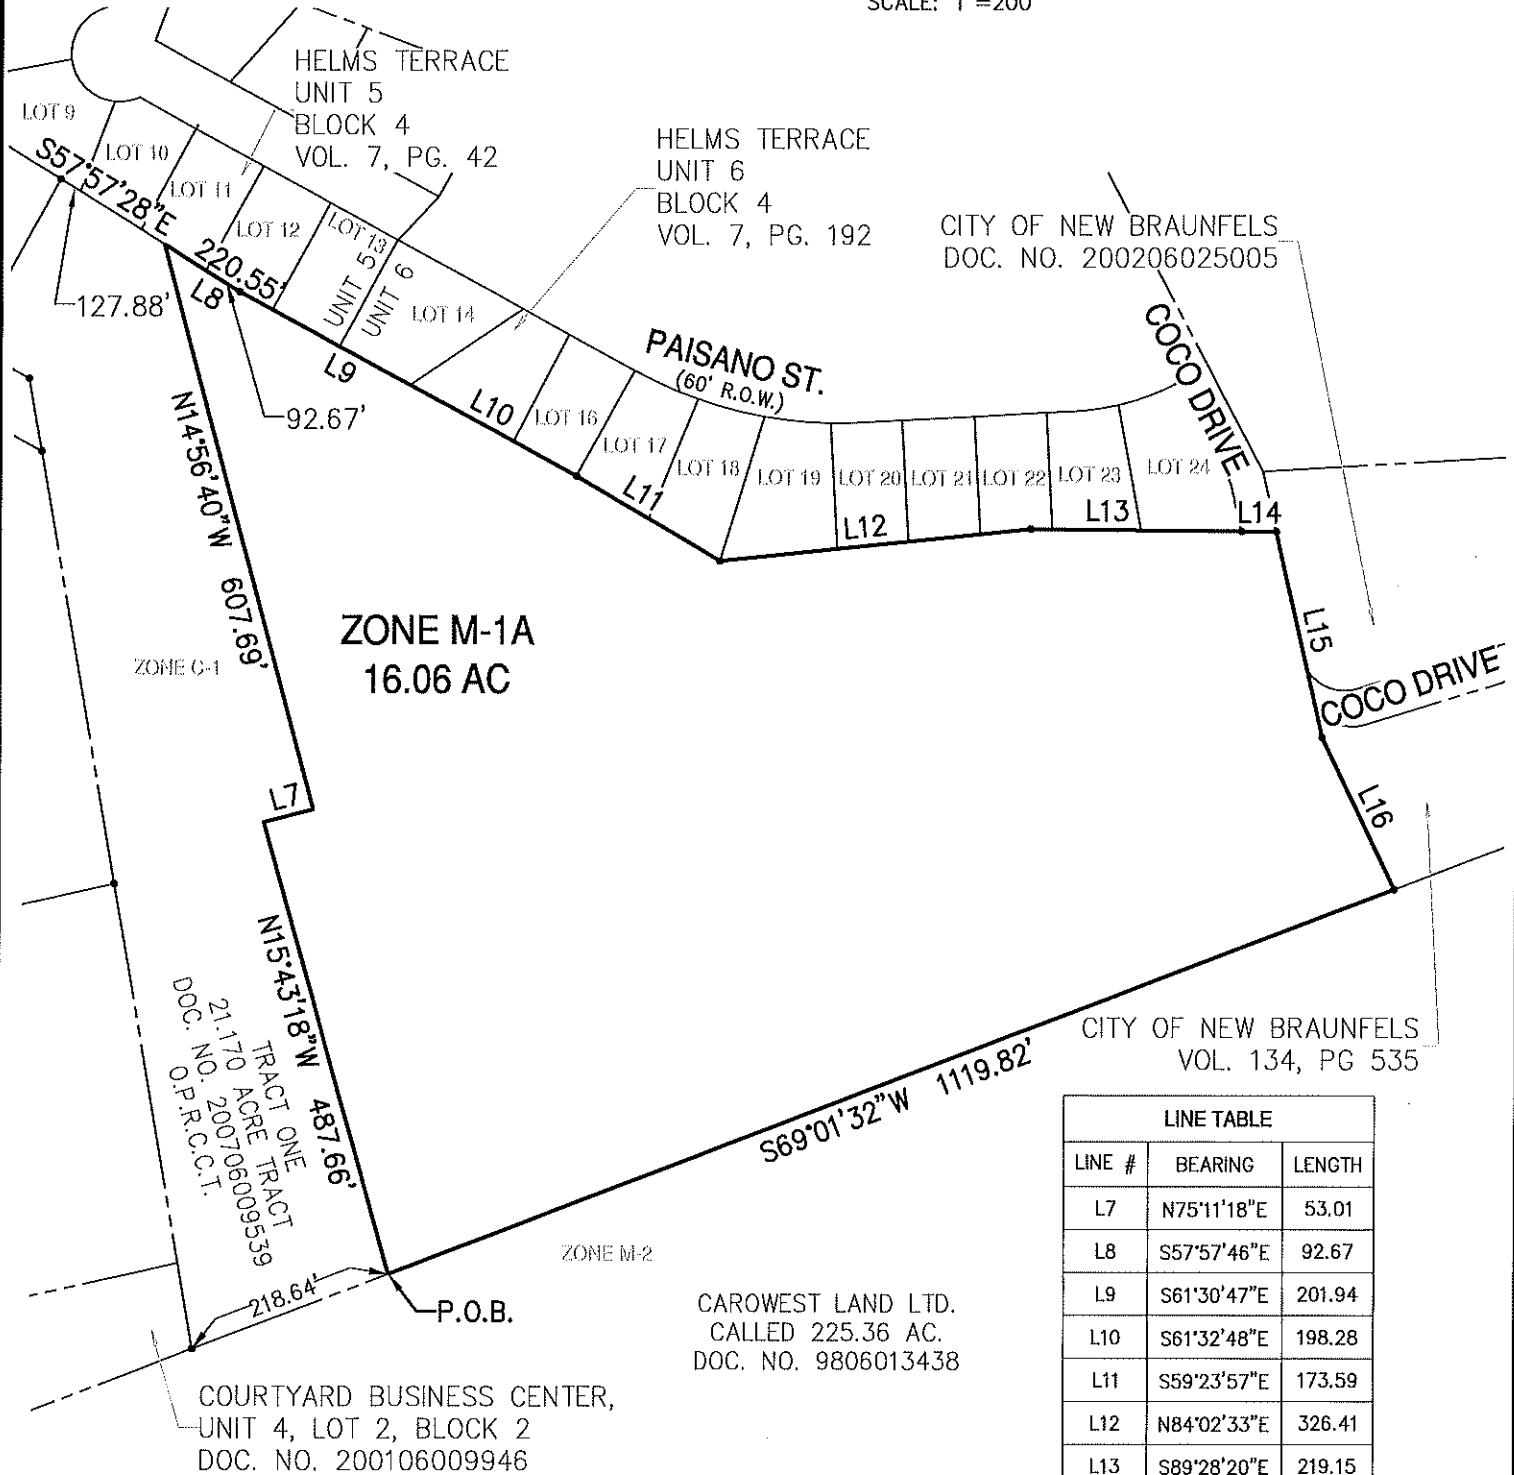 SCALE: 1"=200'
HELMS TERRACE
UNIT 5
BLOCK 4
VOL. 7, PG. 42
HELMS TERRACE
UNIT 6
BLOCK 4
VOL. 7, PG. 192
CITY OF NEW BRAUNFELS
DOC. NO. 200206025005
LOT 9
LOT 10
LOT 11
LOT 12
LOT 13
UNIT 5
UNIT 6
LOT 14
LOT 16
LOT 17
LOT 18
LOT 19
LOT 20
LOT 21
LOT 22
LOT 23
LOT 24
S57°57'28"E
220.55'
127.88'
92.67'
L8
L9
L10
L11
L12
L13
L14
L15
L16
PAISANO ST.
(60' R.O.W.)
COCO DRIVE
COCO DRIVE
N14°56'40"W 607.69'
ZONE C-1
ZONE M-1A
16.06 AC
L7
N15°43'18"W 487.66'
TRACT ONE
21.170 ACRE TRACT
DOC. NO. 200706009539
O.P.R.C.C.T.
S69°01'32"W 1119.82'
CITY OF NEW BRAUNFELS
VOL. 134, PG 535
ZONE M-2
218.64'
P.O.B.
CAROWEST LAND LTD.
CALLED 225.36 AC.
DOC. NO. 9806013438
COURTYARD BUSINESS CENTER,
UNIT 4, LOT 2, BLOCK 2
DOC. NO. 200106009946
LINE TABLE
LINE # BEARING LENGTH
L7 N75°11'18"E 53.01
L8 S57°57'46"E 92.67
L9 S61°30'47"E 201.94
L10 S61°32'48"E 198.28
L11 S59°23'57"E 173.59
L12 N84°02'33"E 326.41
L13 S89°28'20"E 219.15